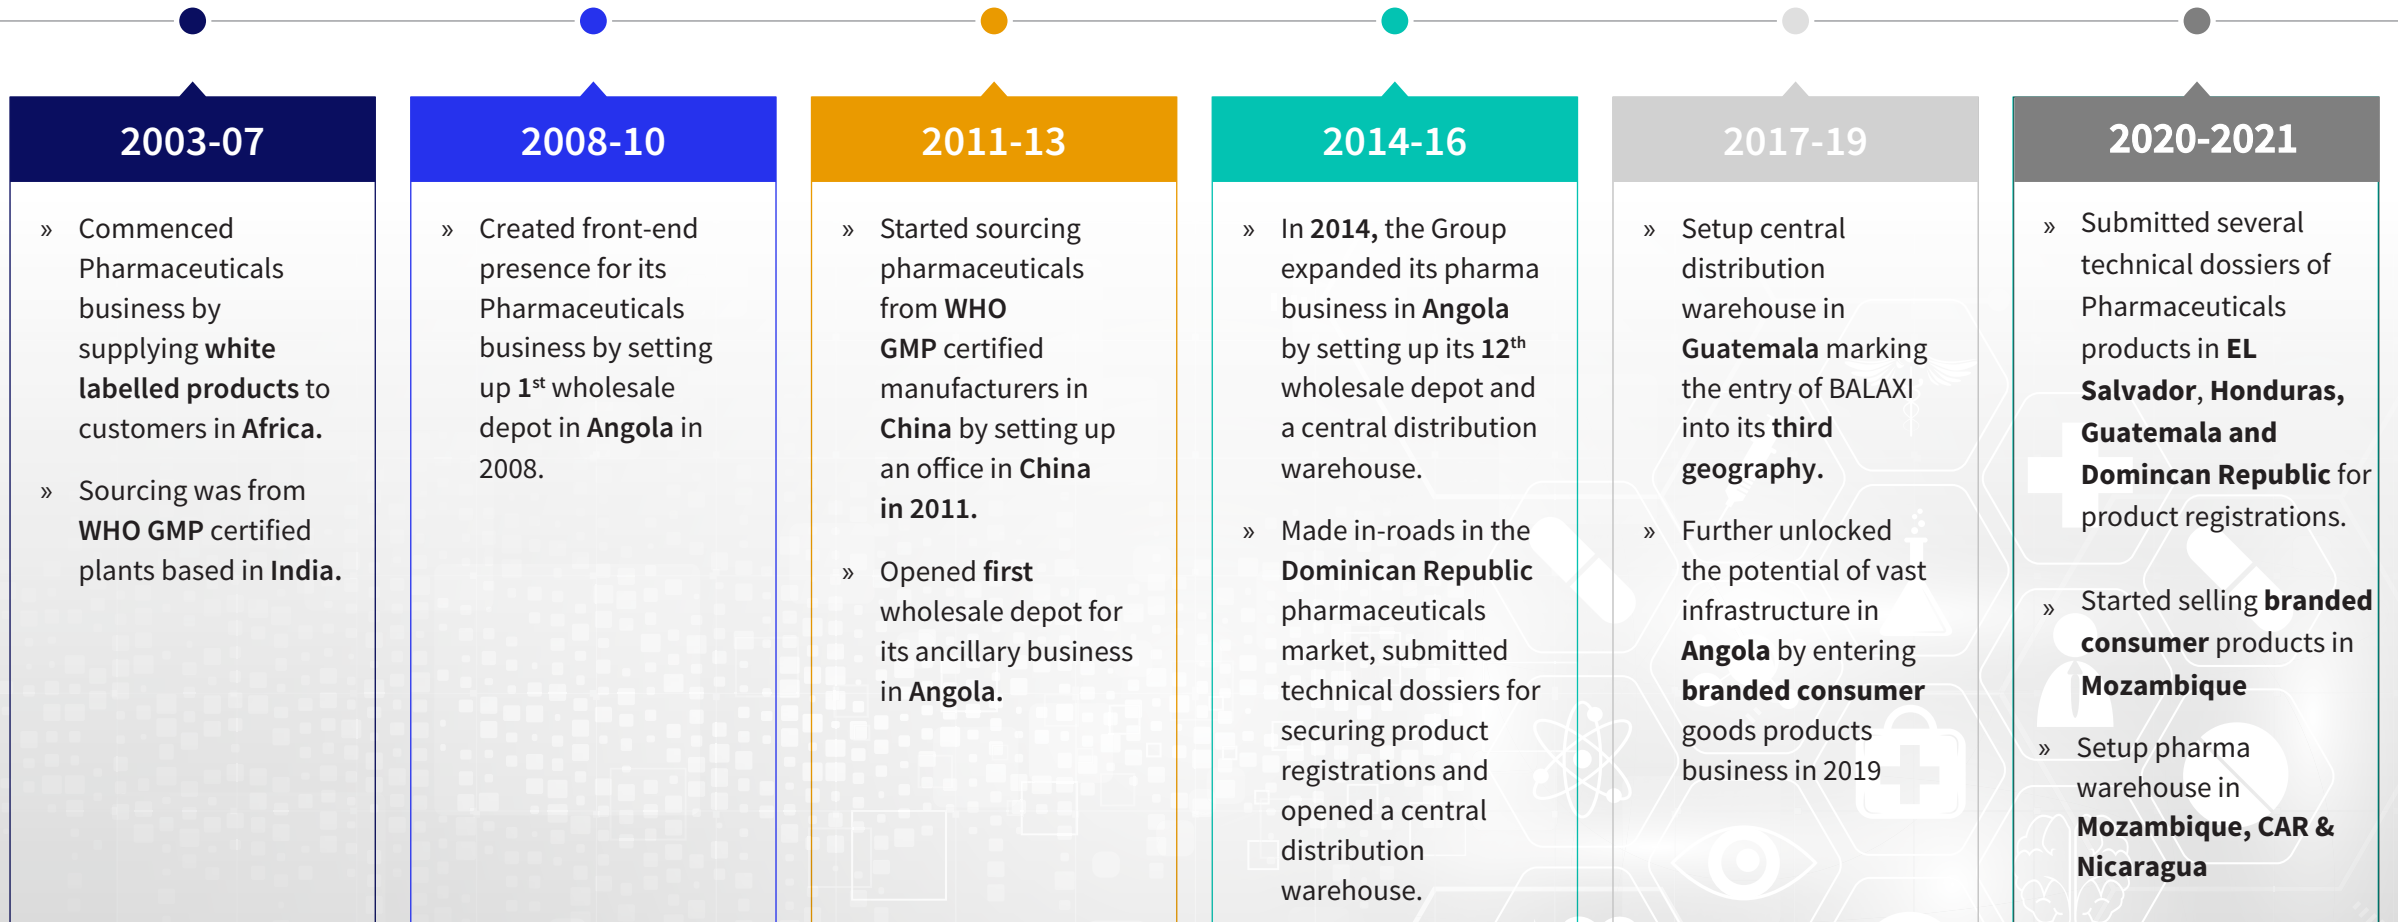 2003-07
» Commenced
Pharmaceuticals
business by
supplying white
labelled products to
customers in Africa.
» Sourcing was from
WHO GMP certified
plants based in India.
2008-10
» Created front-end
presence for its
Pharmaceuticals
business by setting
up 1st wholesale
depot in Angola in
2008.
2011-13
» Started sourcing
pharmaceuticals
from WHO
GMP certified
manufacturers in
China by setting up
an office in China
in 2011.
» Opened first
wholesale depot for
its ancillary business
in Angola.
2014-16
» In 2014, the Group
expanded its pharma
business in Angola
by setting up its 12th
wholesale depot and
a central distribution
warehouse.
» Made in-roads in the
Dominican Republic
pharmaceuticals
market, submitted
technical dossiers for
securing product
registrations and
opened a central
distribution
warehouse.
2017-19
» Setup central
distribution
warehouse in
Guatemala marking
the entry of BALAXI
into its third
geography.
» Further unlocked
the potential of vast
infrastructure in
Angola by entering
branded consumer
goods products
business in 2019
2020-2021
» Submitted several
technical dossiers of
Pharmaceuticals
products in EL
Salvador, Honduras,
Guatemala and
Domincan Republic for
product registrations.
» Started selling branded
consumer products in
Mozambique
» Setup pharma
warehouse in
Mozambique, CAR &
Nicaragua